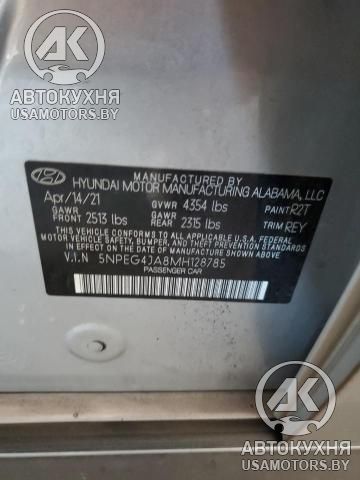 АК
АВТОКУХНЯ
USAMOTORS.BY
MANUFACTURED BY
HYUNDAI MOTOR MANUFACTURING ALABAMA, LLC
Apr/14/21 GVWR 4354 lbs PAINT R2T
GAWR FRONT 2513 lbs GAWR REAR 2315 lbs TRIM REY
THIS VEHICLE CONFORMS TO ALL APPLICABLE U.S.A. FEDERAL
MOTOR VEHICLE SAFETY, BUMPER, AND THEFT PREVENTION
STANDARDS IN EFFECT ON THE DATE OF MANUFACTURE SHOWN ABOVE.
V.I.N 5NPEG4JA8MH128785
PASSENGER CAR
АК
АВТОКУХНЯ
USAMOTORS.BY